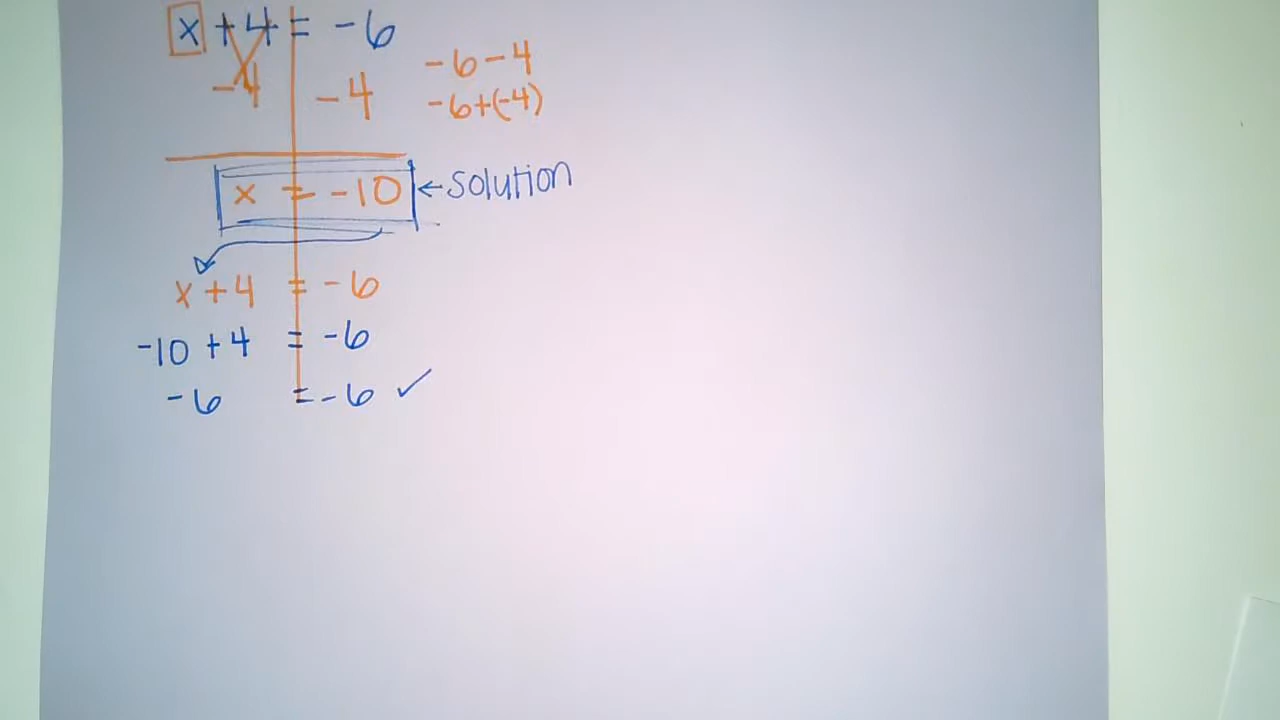 x + 4 = -6
-4 -4
-6 - 4
-6 + (-4)
x = -10 ← solution
x + 4 = -6
-10 + 4 = -6
-6 = -6 ✓